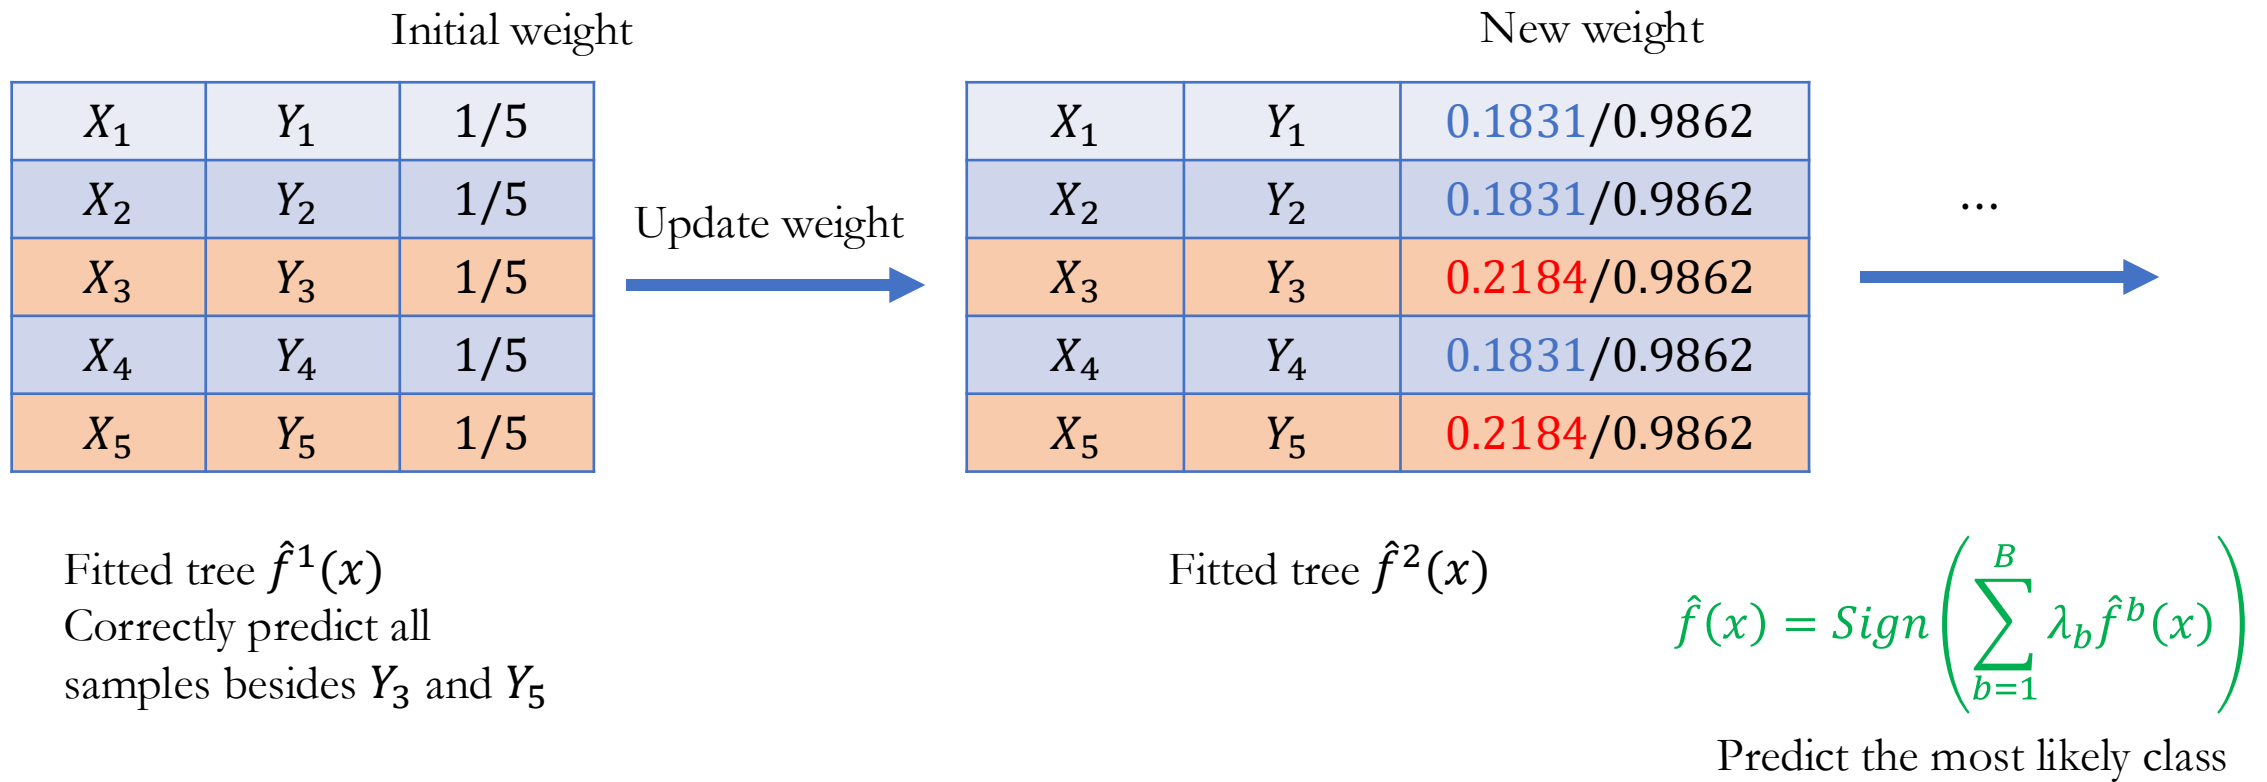 Initial weight
New weight
X₁ Y₁ 1/5
X₂ Y₂ 1/5
X₃ Y₃ 1/5
X₄ Y₄ 1/5
X₅ Y₅ 1/5
Update weight
X₁ Y₁ 0.1831/0.9862
X₂ Y₂ 0.1831/0.9862
X₃ Y₃ 0.2184/0.9862
X₄ Y₄ 0.1831/0.9862
X₅ Y₅ 0.2184/0.9862
...
Fitted tree f̂¹(x)
Correctly predict all
samples besides Y₃ and Y₅
Fitted tree f̂²(x)
f̂(x) = Sign(∑_{b=1}^{B} λ_b f̂ᵇ(x))
Predict the most likely class